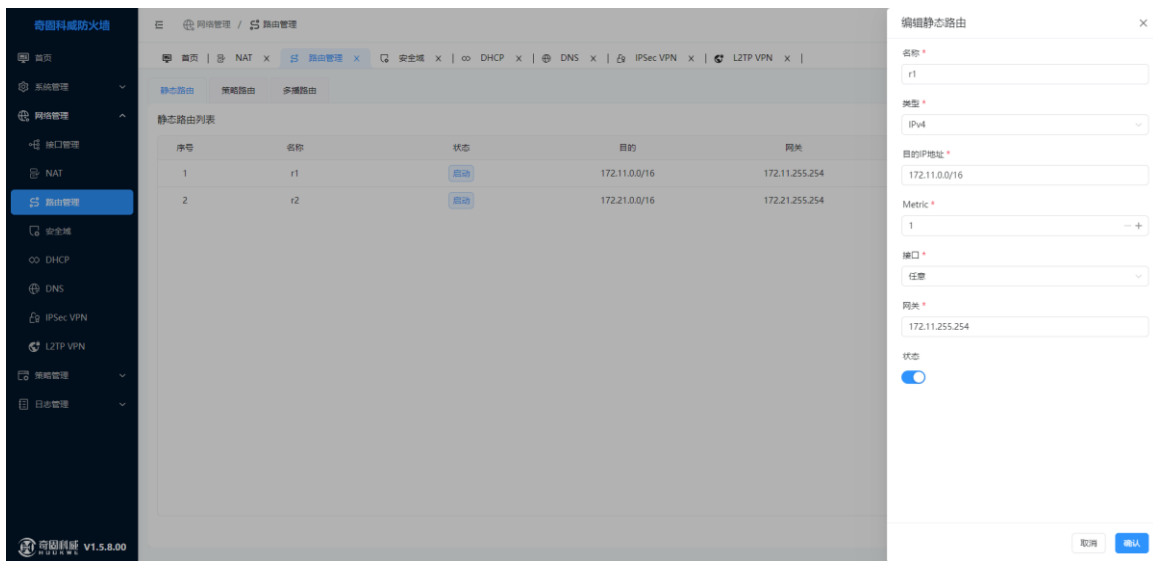 奇固科威防火墙
网络管理 / 路由管理
首页 | NAT × 路由管理 × 安全域 × | DHCP × | DNS × | IPSec VPN × | L2TP VPN × |
首页
系统管理
网络管理
接口管理
NAT
路由管理
安全域
DHCP
DNS
IPSec VPN
L2TP VPN
策略管理
日志管理
奇固科威 V1.5.8.00
静态路由 策略路由 多播路由
静态路由列表
序号 名称 状态 目的 网关
1 r1 启动 172.11.0.0/16 172.11.255.254
2 r2 启动 172.21.0.0/16 172.21.255.254
编辑静态路由 ×
名称 *
r1
类型 *
IPv4
目的IP地址 *
172.11.0.0/16
Metric *
1 − +
接口 *
任意
网关 *
172.11.255.254
状态
取消 确认